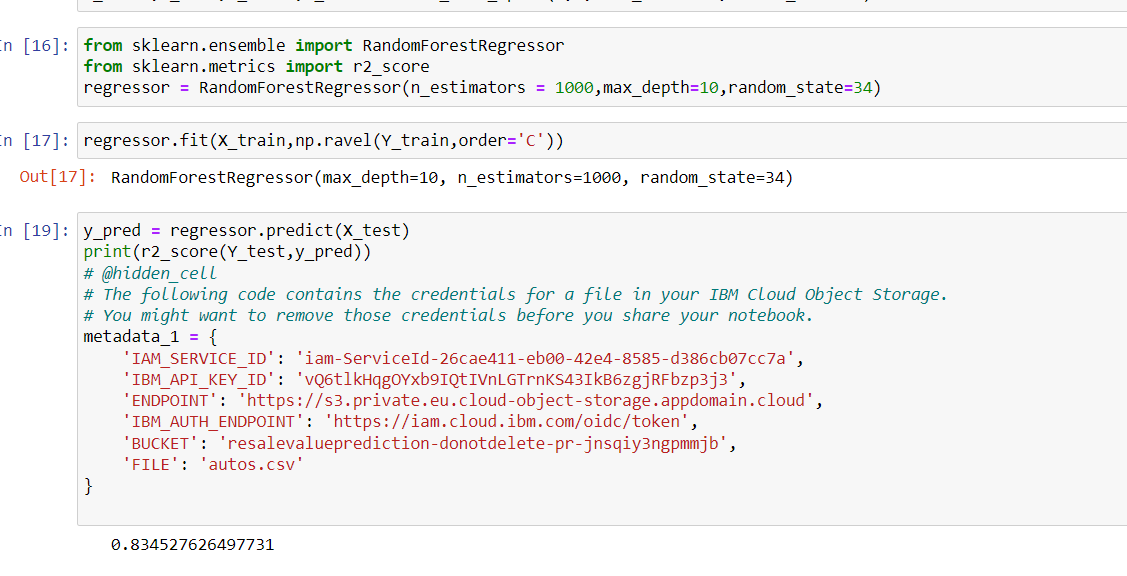 In [16]:
from sklearn.ensemble import RandomForestRegressor
from sklearn.metrics import r2_score
regressor = RandomForestRegressor(n_estimators = 1000,max_depth=10,random_state=34)
In [17]:
regressor.fit(X_train,np.ravel(Y_train,order='C'))
Out[17]: RandomForestRegressor(max_depth=10, n_estimators=1000, random_state=34)
In [19]:
y_pred = regressor.predict(X_test)
print(r2_score(Y_test,y_pred))
# @hidden_cell
# The following code contains the credentials for a file in your IBM Cloud Object Storage.
# You might want to remove those credentials before you share your notebook.
metadata_1 = {
    'IAM_SERVICE_ID': 'iam-ServiceId-26cae411-eb00-42e4-8585-d386cb07cc7a',
    'IBM_API_KEY_ID': 'vQ6tlkHqgOYxb9IQtIVnLGTrnKS43IkB6zgjRFbzp3j3',
    'ENDPOINT': 'https://s3.private.eu.cloud-object-storage.appdomain.cloud',
    'IBM_AUTH_ENDPOINT': 'https://iam.cloud.ibm.com/oidc/token',
    'BUCKET': 'resalevalueprediction-donotdelete-pr-jnsqiy3ngpmmjb',
    'FILE': 'autos.csv'
}
0.834527626497731